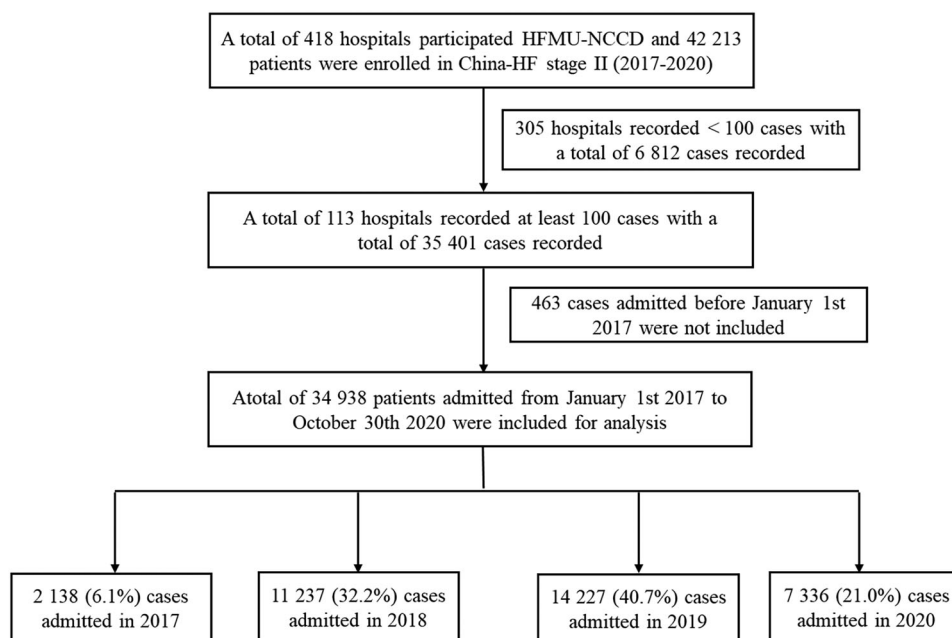 A total of 418 hospitals participated HFMU-NCCD and 42 213
patients were enrolled in China-HF stage II (2017-2020)
305 hospitals recorded < 100 cases with
a total of 6 812 cases recorded
A total of 113 hospitals recorded at least 100 cases with a
total of 35 401 cases recorded
463 cases admitted before January 1st
2017 were not included
Atotal of 34 938 patients admitted from January 1st 2017 to
October 30th 2020 were included for analysis
2 138 (6.1%) cases
admitted in 2017
11 237 (32.2%) cases
admitted in 2018
14 227 (40.7%) cases
admitted in 2019
7 336 (21.0%) cases
admitted in 2020